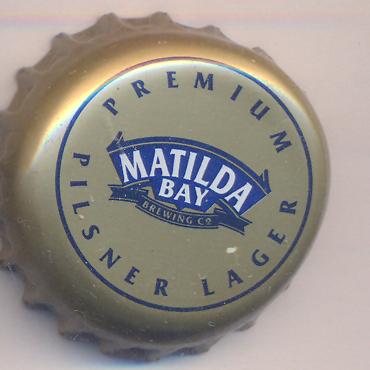 PREMIUM
MATILDA
BAY
BREWING CO
PILSNER LAGER